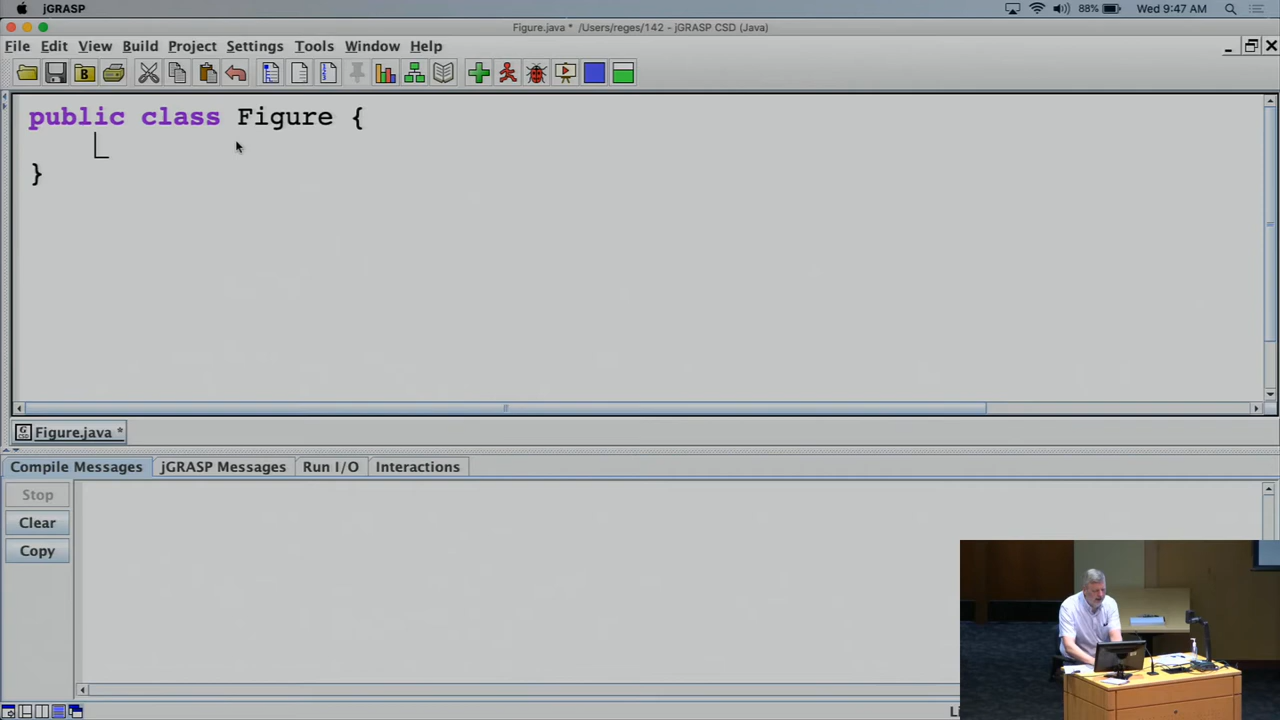 jGRASP
88%
Wed 9:47 AM
Figure.java * /Users/reges/142 - jGRASP CSD (Java)
File Edit View Build Project Settings Tools Window Help
B
public class Figure {
}
G
CSD
Figure.java *
Compile Messages jGRASP Messages Run I/O Interactions
Stop
Clear
Copy